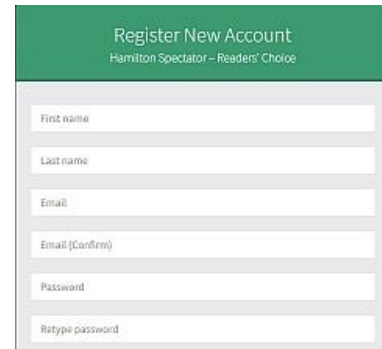 Register New Account
Hamilton Spectator – Readers' Choice
First name
Last name
Email
Email (Confirm)
Password
Retype password